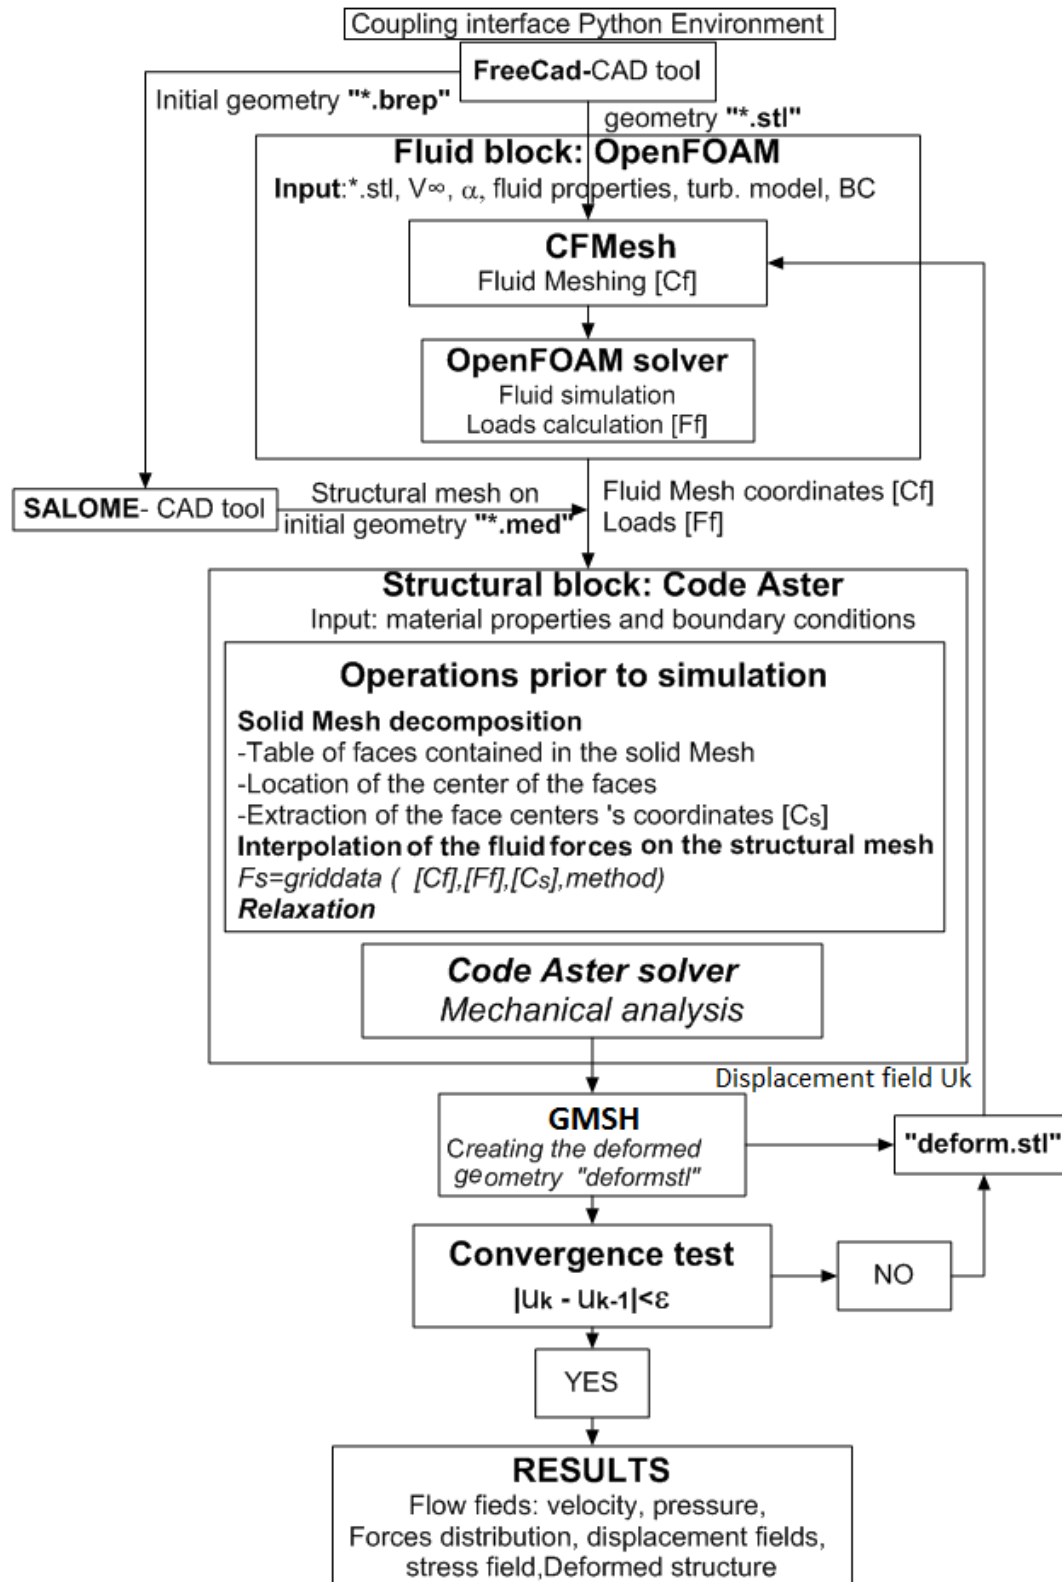 Coupling interface Python Environment
FreeCad-CAD tool
Initial geometry "*.brep"
geometry "*.stl"
Fluid block: OpenFOAM
Input:*.stl, V∞, α, fluid properties, turb. model, BC
CFMesh
Fluid Meshing [Cf]
OpenFOAM solver
Fluid simulation
Loads calculation [Ff]
SALOME- CAD tool
Structural mesh on
initial geometry "*.med"
Fluid Mesh coordinates [Cf]
Loads [Ff]
Structural block: Code Aster
Input: material properties and boundary conditions
Operations prior to simulation
Solid Mesh decomposition
-Table of faces contained in the solid Mesh
-Location of the center of the faces
-Extraction of the face centers 's coordinates [Cs]
Interpolation of the fluid forces on the structural mesh
Fs=griddata ( [Cf],[Ff],[Cs],method)
Relaxation
Code Aster solver
Mechanical analysis
Displacement field Uk
GMSH
Creating the deformed
geometry "deformstl"
"deform.stl"
Convergence test
|uk - uk-1|<ε
NO
YES
RESULTS
Flow fieds: velocity, pressure,
Forces distribution, displacement fields,
stress field,Deformed structure